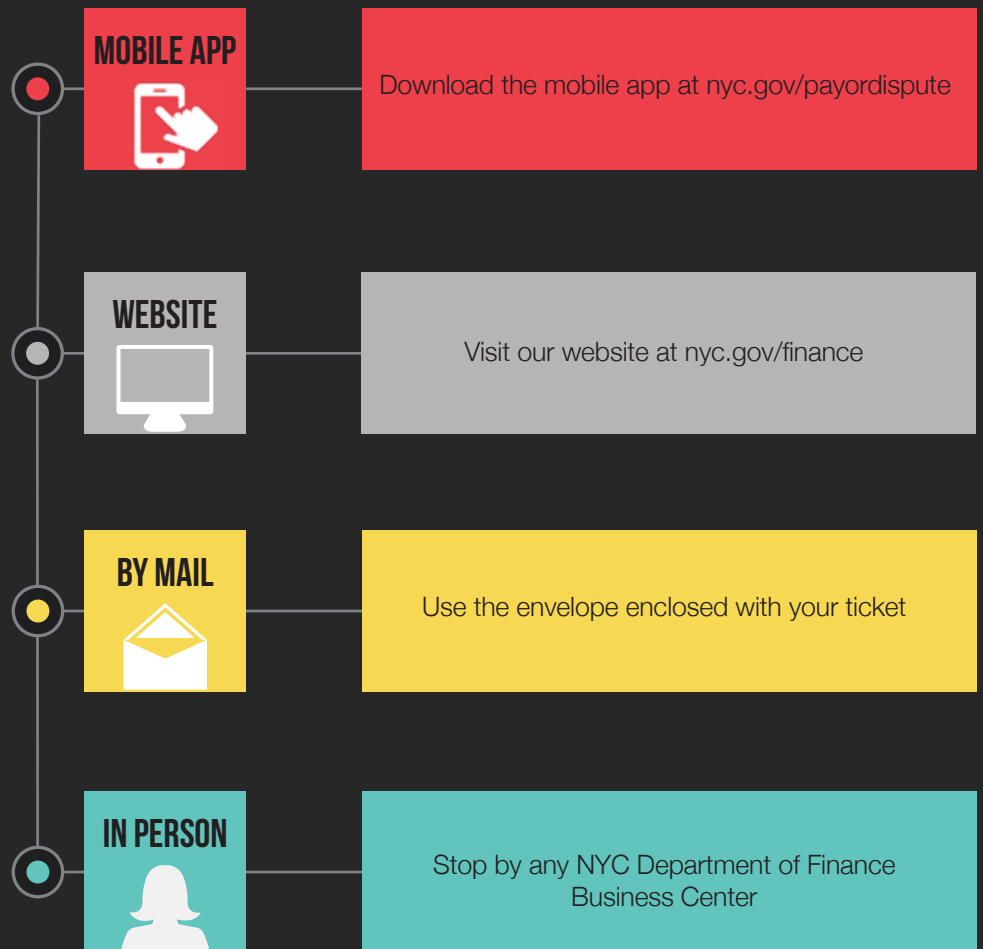 MOBILE APP
Download the mobile app at nyc.gov/payordispute
WEBSITE
Visit our website at nyc.gov/finance
BY MAIL
Use the envelope enclosed with your ticket
IN PERSON
Stop by any NYC Department of Finance
Business Center